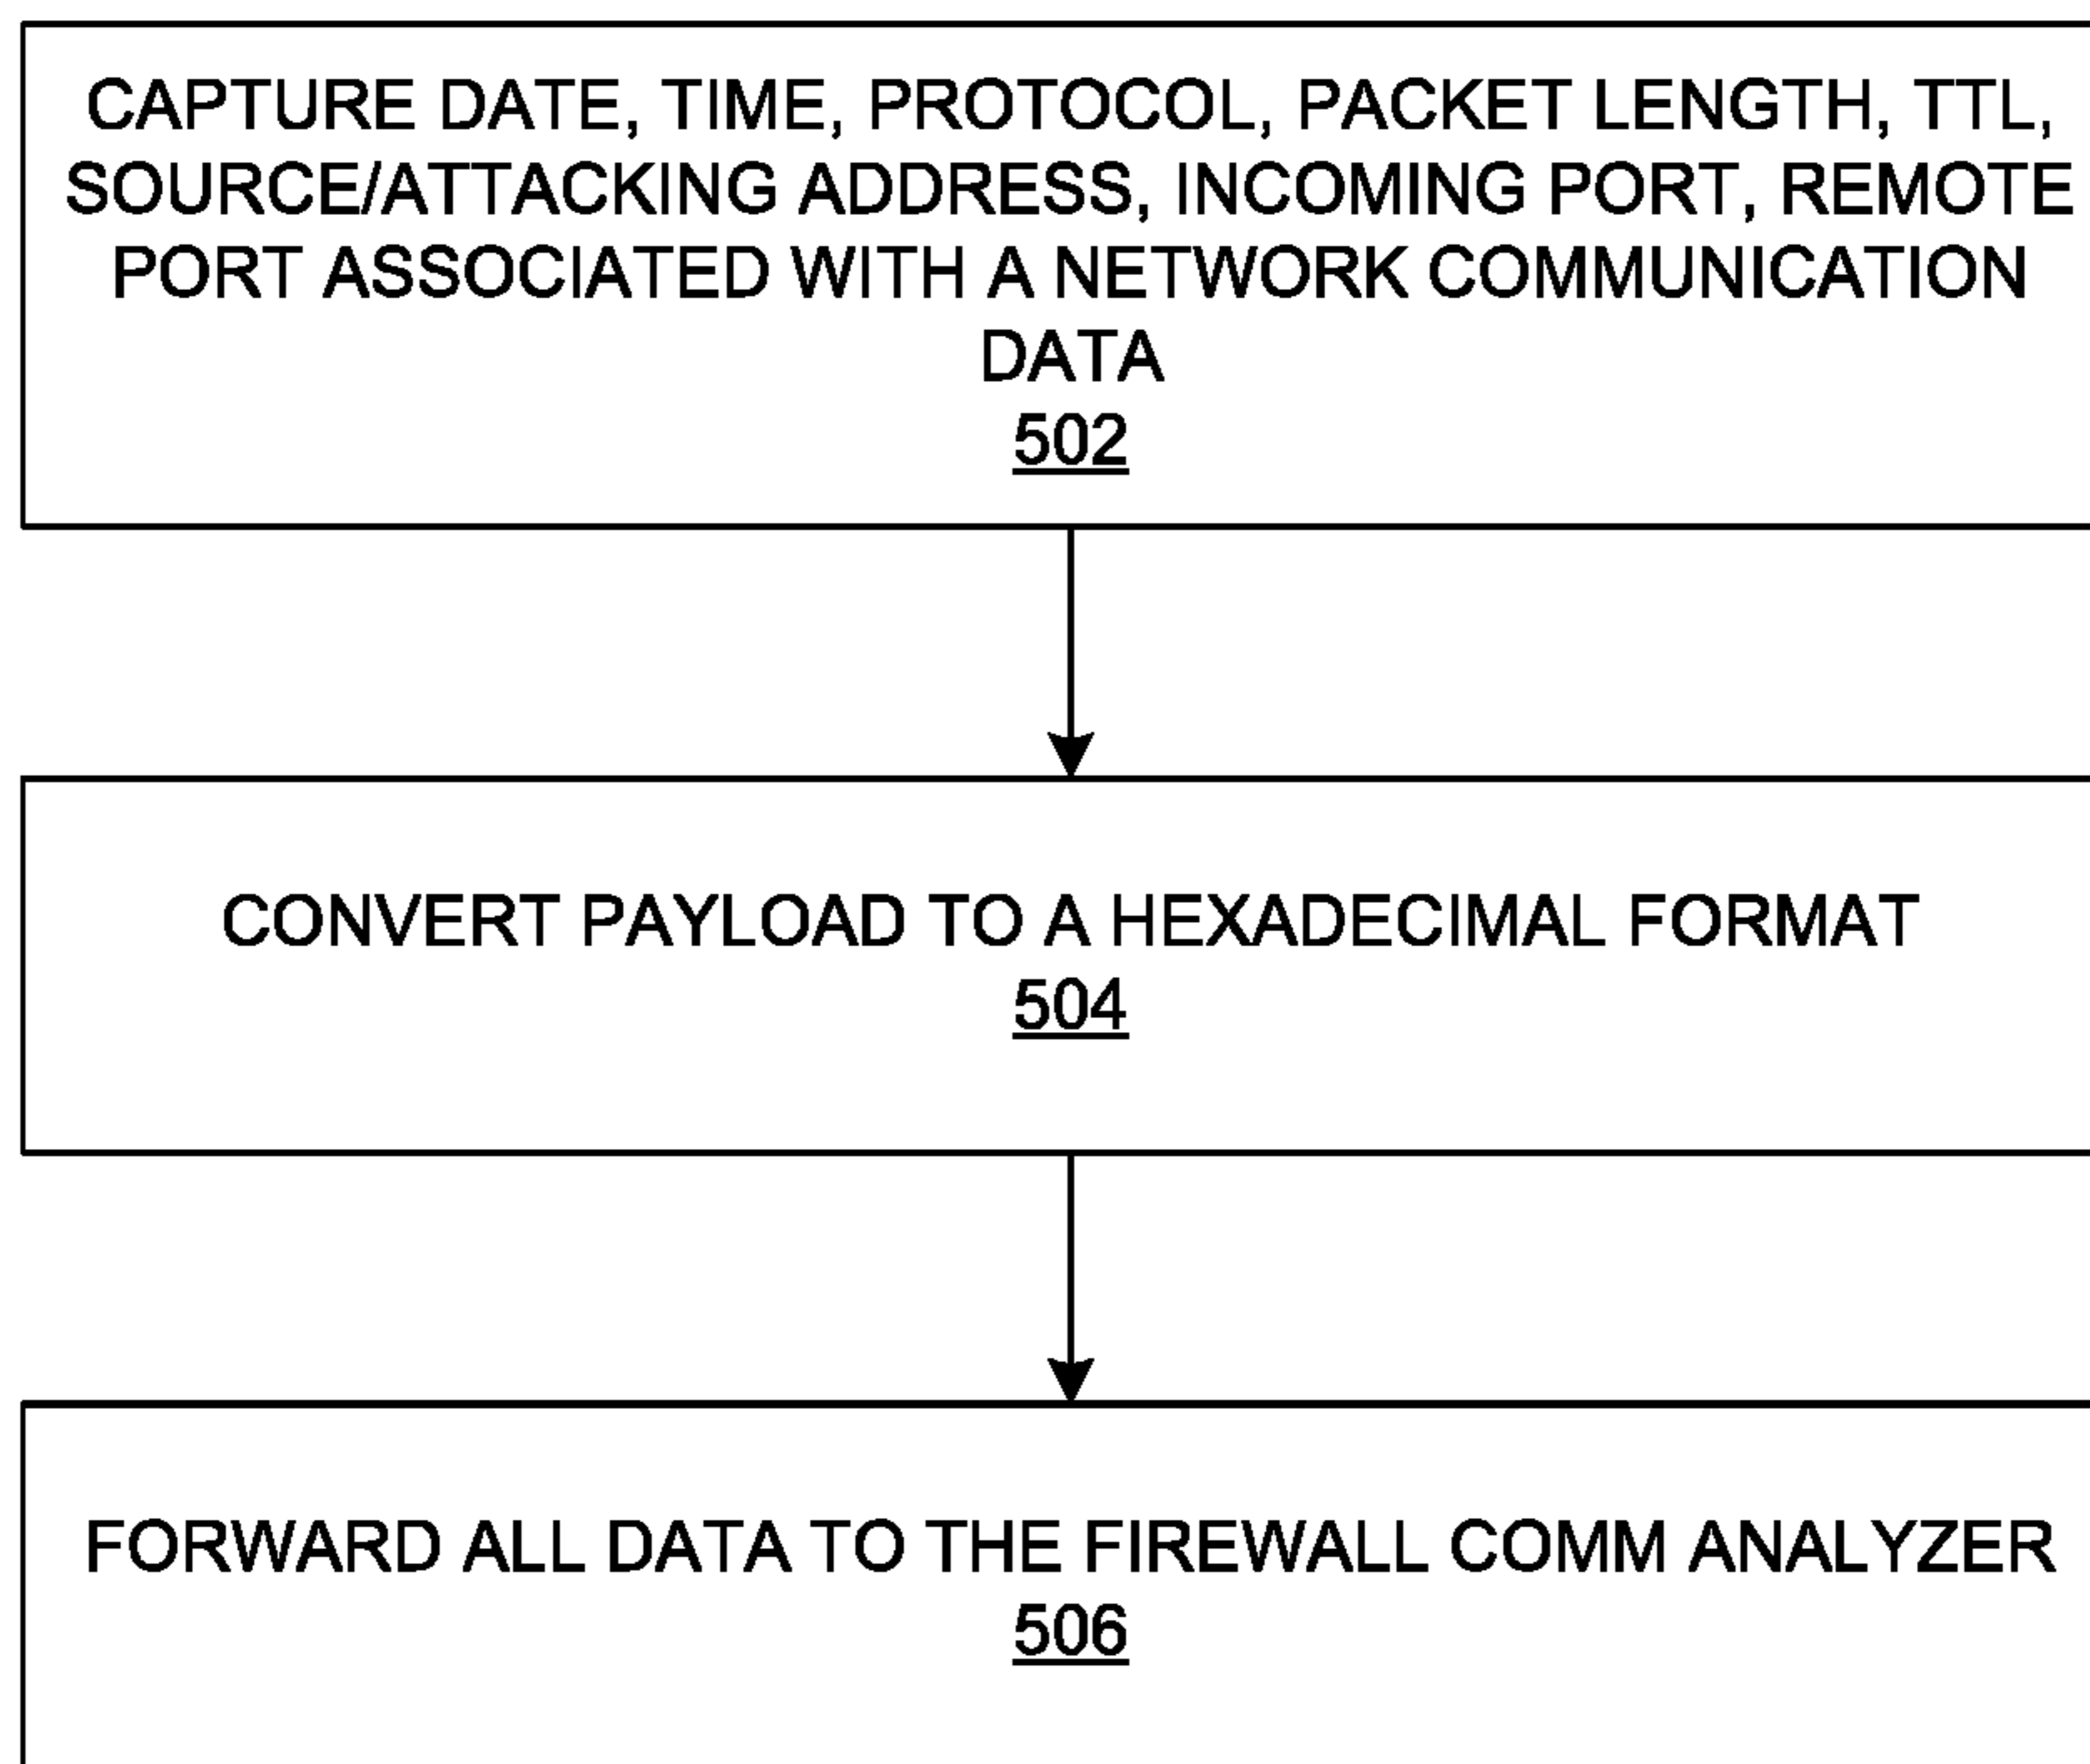 CAPTURE DATE, TIME, PROTOCOL, PACKET LENGTH, TTL,
SOURCE/ATTACKING ADDRESS, INCOMING PORT, REMOTE
PORT ASSOCIATED WITH A NETWORK COMMUNICATION
DATA
502
CONVERT PAYLOAD TO A HEXADECIMAL FORMAT
504
FORWARD ALL DATA TO THE FIREWALL COMM ANALYZER
506